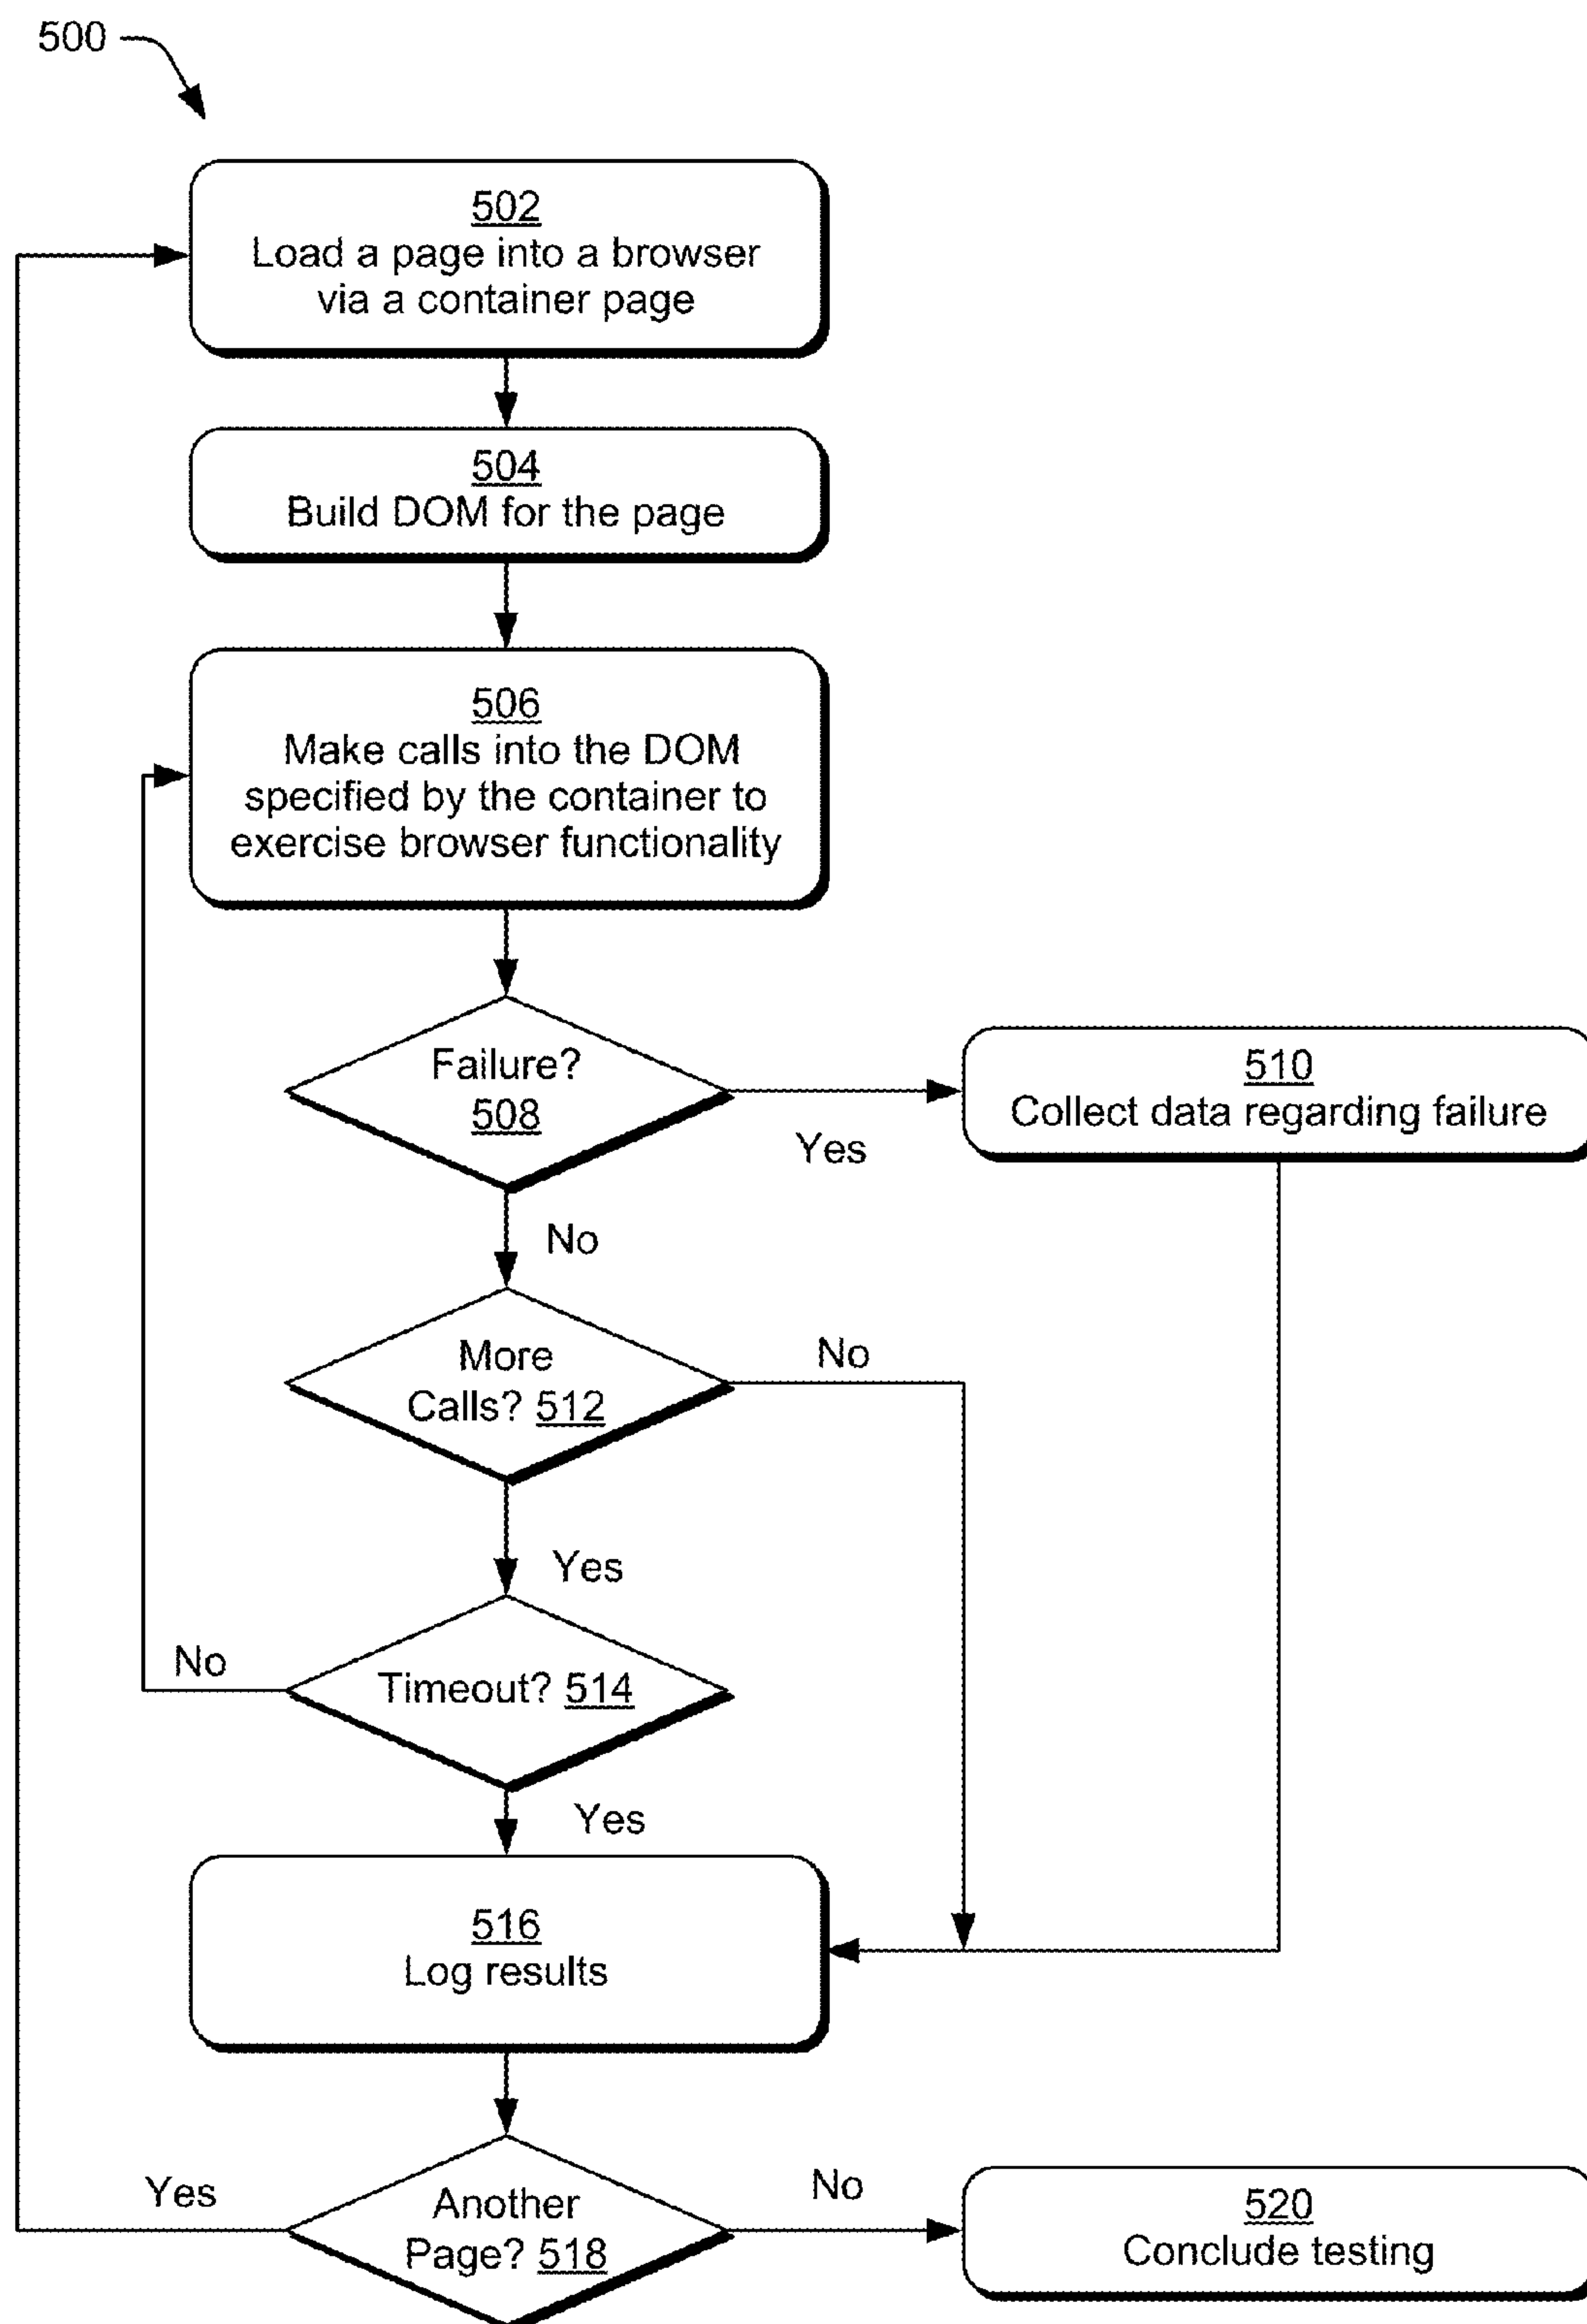 500
502
Load a page into a browser
via a container page
504
Build DOM for the page
506
Make calls into the DOM
specified by the container to
exercise browser functionality
Failure?
508
Yes
510
Collect data regarding failure
No
More
Calls? 512
No
Yes
No
Timeout? 514
Yes
516
Log results
Yes
Another
Page? 518
No
520
Conclude testing